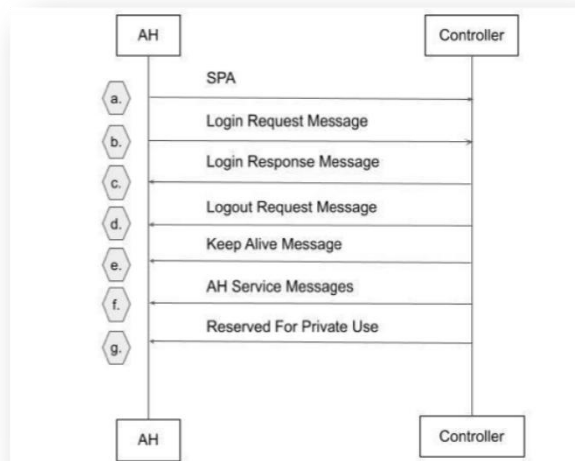 AH Controller
SPA
a.
Login Request Message
b.
Login Response Message
c.
Logout Request Message
d.
Keep Alive Message
e.
AH Service Messages
f.
Reserved For Private Use
g.
AH Controller